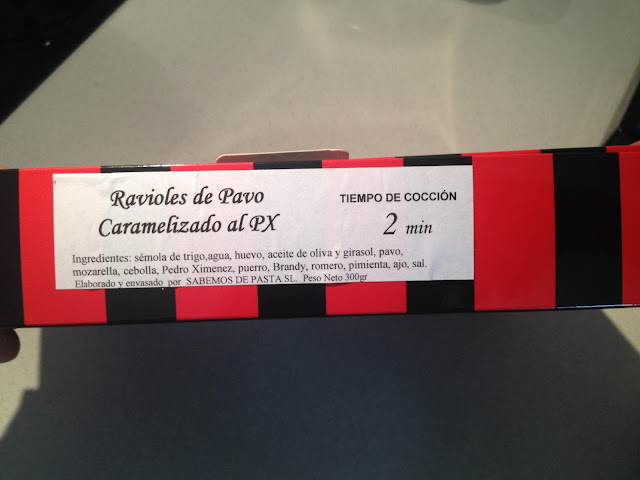 Ravioles de Pavo
Caramelizado al PX
TIEMPO DE COCCIÓN
2 min
Ingredientes: sémola de trigo,agua, huevo, aceite de oliva y girasol, pavo,
mozarella, cebolla, Pedro Ximenez, puerro, Brandy, romero, pimienta, ajo, sal.
Elaborado y envasado por SABEMOS DE PASTA SL. Peso Neto 300gr